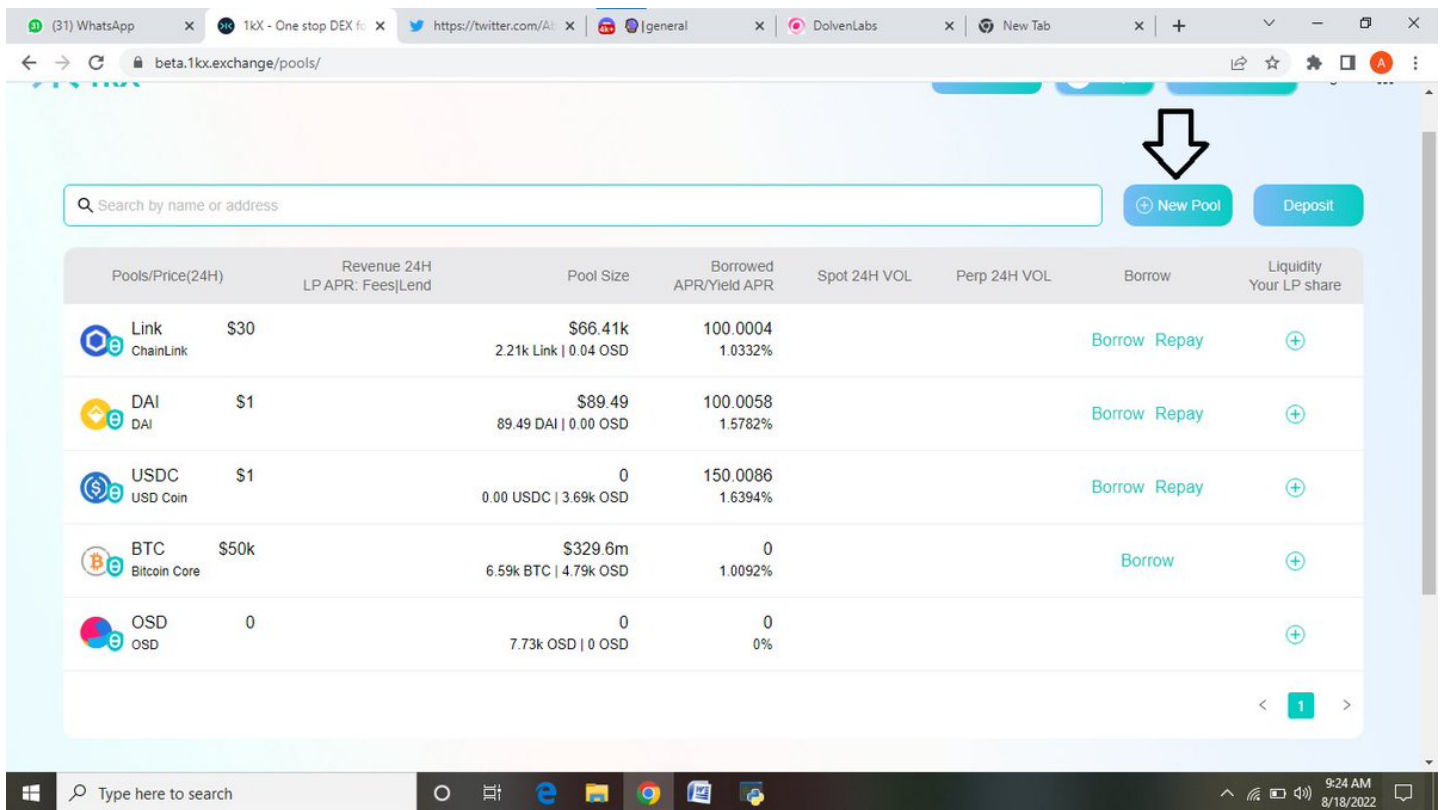 (31) WhatsApp
1kX - One stop DEX fo
https://twitter.com/Ab
|general
DolvenLabs
New Tab
beta.1kx.exchange/pools/
A
1kX
Search by name or address
New Pool
Deposit
Pools/Price(24H)
Revenue 24H
LP APR: Fees|Lend
Pool Size
Borrowed
APR/Yield APR
Spot 24H VOL
Perp 24H VOL
Borrow
Liquidity
Your LP share
Link $30 $66.41k 100.0004
ChainLink 2.21k Link | 0.04 OSD 1.0332%
Borrow Repay
DAI $1 $89.49 100.0058
DAI 89.49 DAI | 0.00 OSD 1.5782%
Borrow Repay
USDC $1 0 150.0086
USD Coin 0.00 USDC | 3.69k OSD 1.6394%
Borrow Repay
BTC $50k $329.6m 0
Bitcoin Core 6.59k BTC | 4.79k OSD 1.0092%
Borrow
OSD 0 0 0
OSD 7.73k OSD | 0 OSD 0%
< 1 >
Type here to search
9:24 AM
8/18/2022